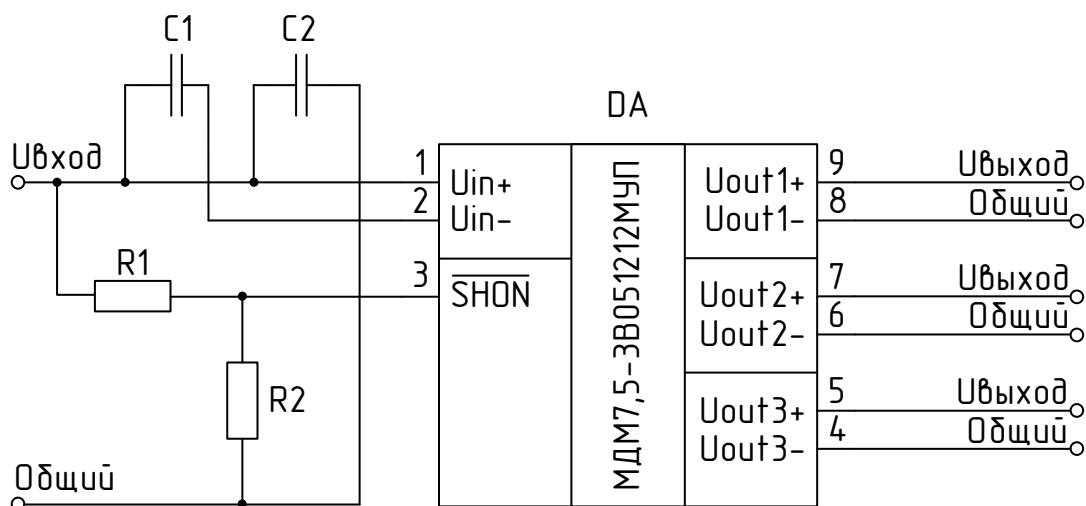 C1
C2
DA
Uвход
1
Uin+
2
Uin-
R1
3
SHON
R2
Общий
МДМ7,5-3В051212МУП
Uout1+
9
Uвыход
Uout1-
8
Общий
Uout2+
7
Uвыход
Uout2-
6
Общий
Uout3+
5
Uвыход
Uout3-
4
Общий